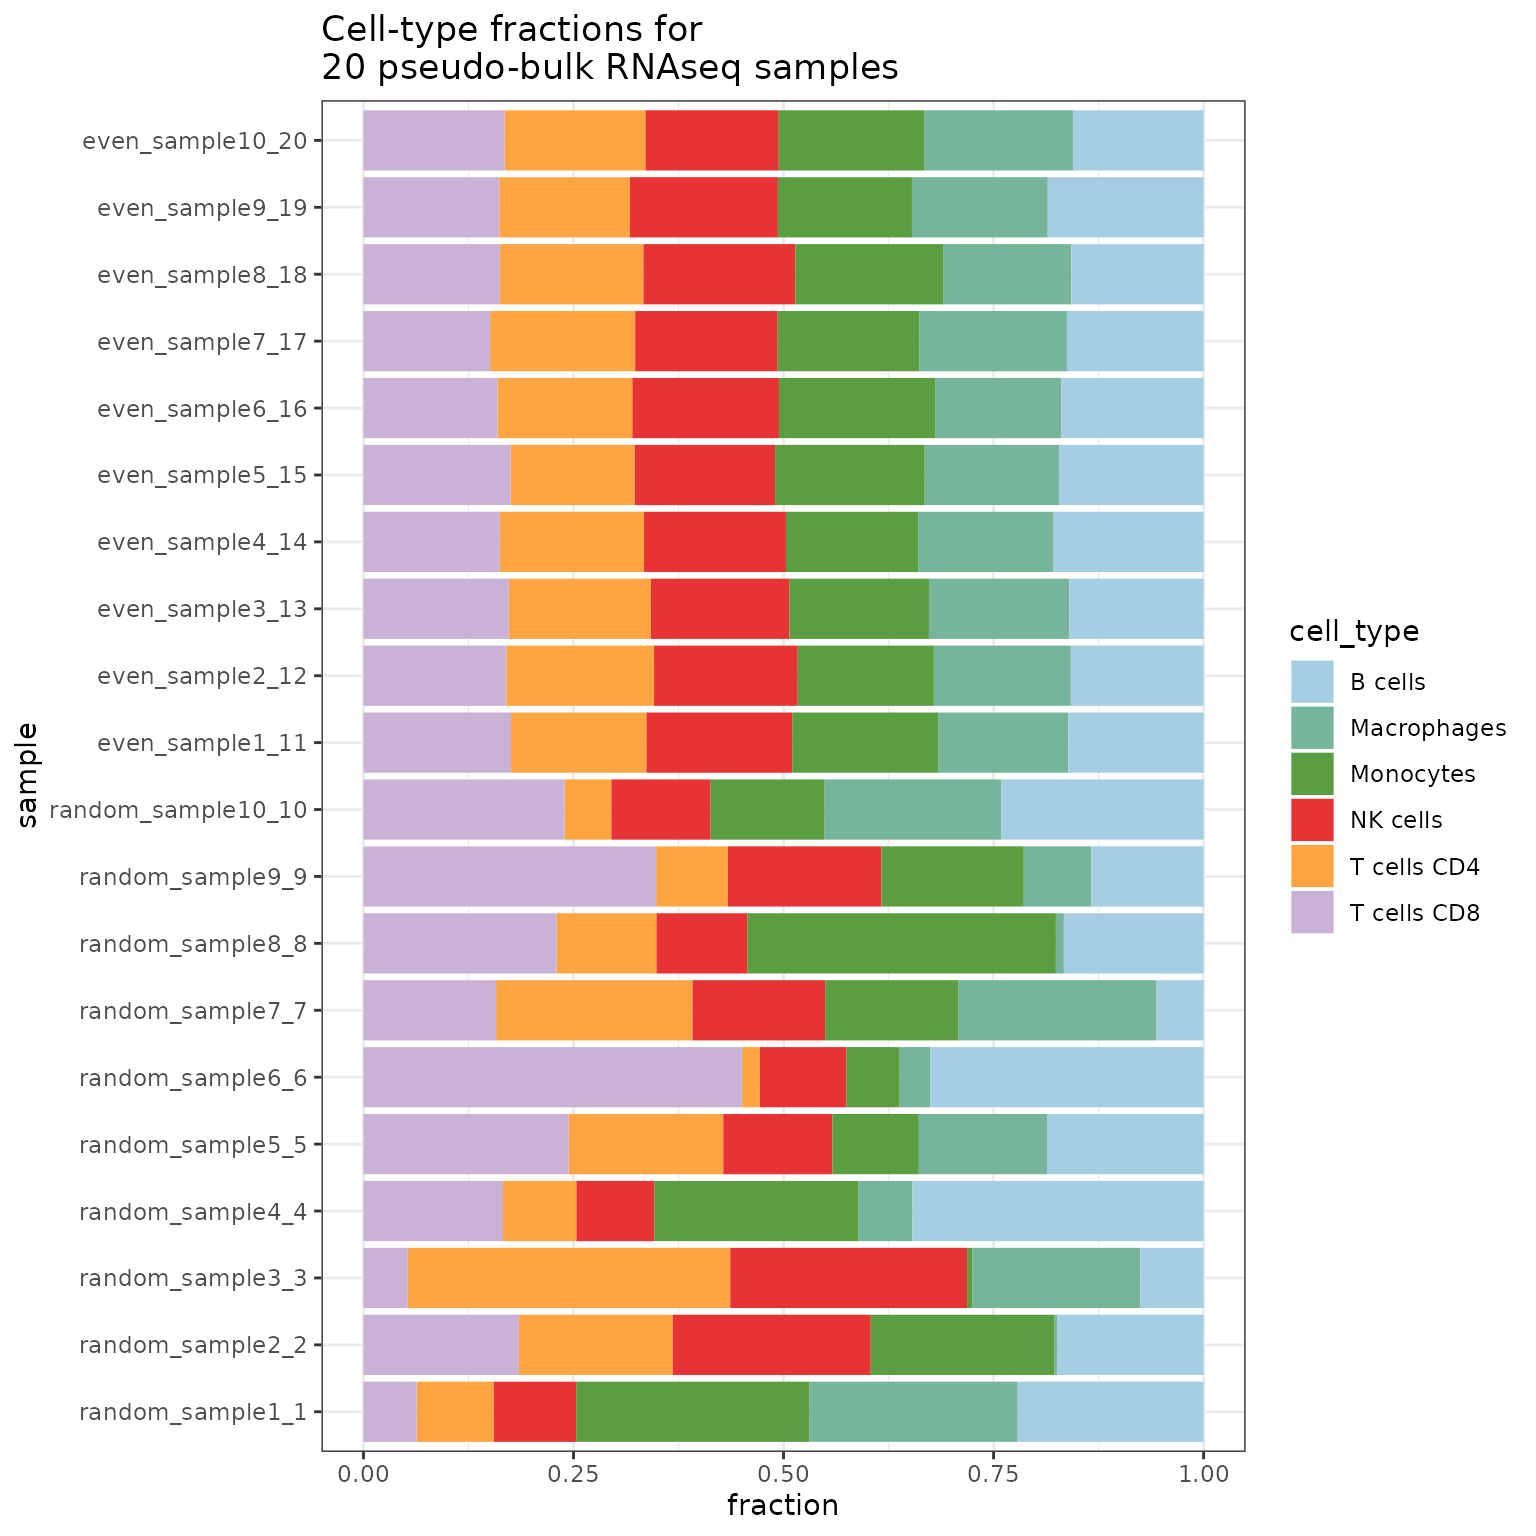 Cell-type fractions for
20 pseudo-bulk RNAseq samples
even_sample10_20
even_sample9_19
even_sample8_18
even_sample7_17
even_sample6_16
even_sample5_15
even_sample4_14
even_sample3_13
even_sample2_12
even_sample1_11
random_sample10_10
random_sample9_9
random_sample8_8
random_sample7_7
random_sample6_6
random_sample5_5
random_sample4_4
random_sample3_3
random_sample2_2
random_sample1_1
sample
0.00 0.25 0.50 0.75 1.00
fraction
cell_type
B cells
Macrophages
Monocytes
NK cells
T cells CD4
T cells CD8